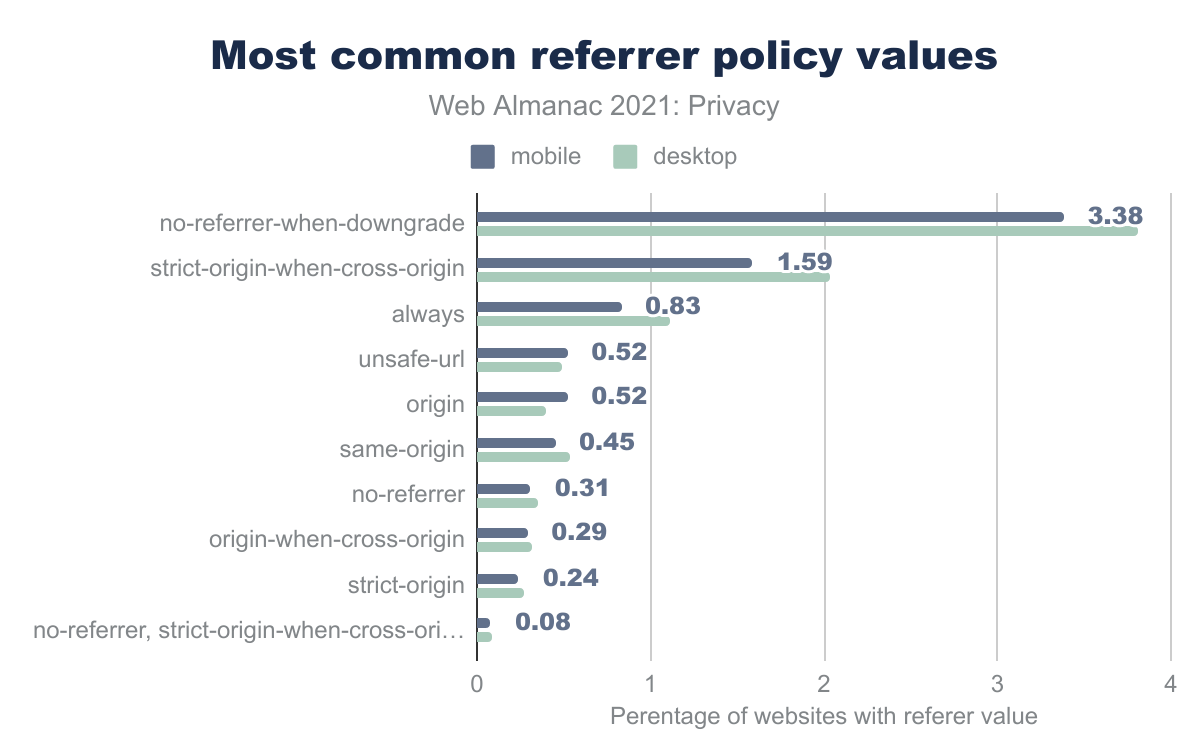 Most common referrer policy values
Web Almanac 2021: Privacy
mobile desktop
no-referrer-when-downgrade 3.38
strict-origin-when-cross-origin 1.59
always 0.83
unsafe-url 0.52
origin 0.52
same-origin 0.45
no-referrer 0.31
origin-when-cross-origin 0.29
strict-origin 0.24
no-referrer, strict-origin-when-cross-ori… 0.08
0 1 2 3 4
Perentage of websites with referer value